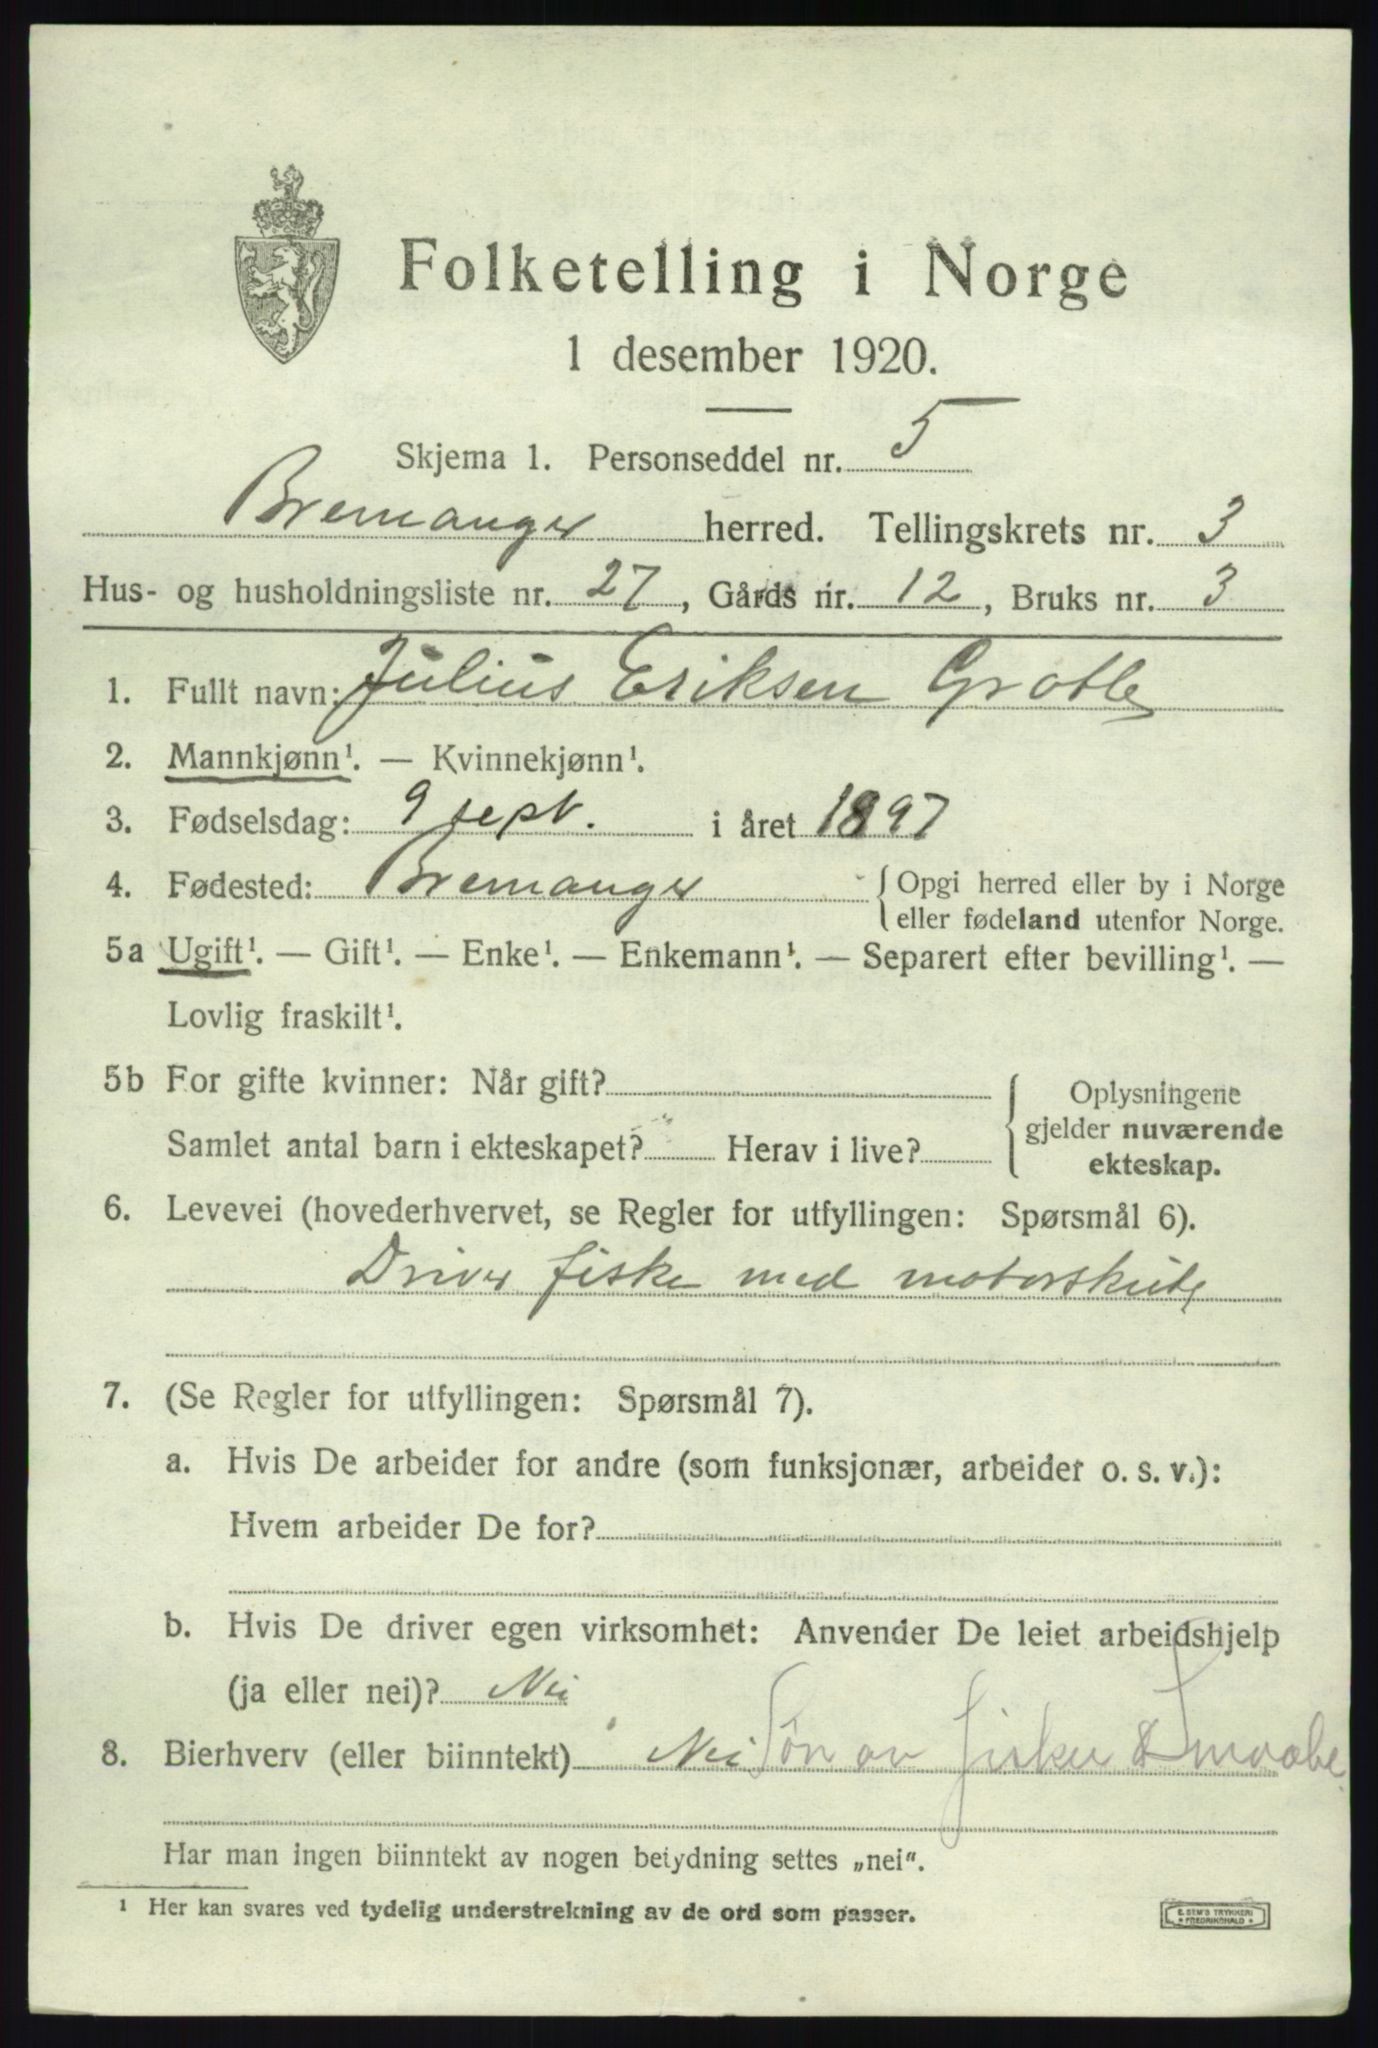 Folketelling i Norge
1 desember 1920.
Skjema 1. Personseddel nr. 5
Bremanger herred. Tellingskrets nr. 3
Hus- og husholdningsliste nr. 27, Gårds nr. 12, Bruks nr. 3
1. Fullt navn: Julius Eriksen Grotle
2. Mannkjønn¹. — Kvinnekjønn¹.
3. Fødselsdag: 9 sept. i året 1897
4. Fødested: Bremanger { Opgi herred eller by i Norge
eller fødeland utenfor Norge.
5a Ugift¹. — Gift¹. — Enke¹. — Enkemann¹. — Separert efter bevilling¹. —
Lovlig fraskilt¹.
5b For gifte kvinner: Når gift? { Oplysningene
gjelder nuværende
Samlet antal barn i ekteskapet? Herav i live? ekteskap.
6. Levevei (hovederhvervet, se Regler for utfyllingen: Spørsmål 6).
Driver fiske med motorskute
7. (Se Regler for utfyllingen: Spørsmål 7).
a. Hvis De arbeider for andre (som funksjonær, arbeider o. s. v.):
Hvem arbeider De for?
b. Hvis De driver egen virksomhet: Anvender De leiet arbeidshjelp
(ja eller nei)? Nei
8. Bierhverv (eller biinntekt) Nei Søn av fisker &
Har man ingen biinntekt av nogen betydning settes „nei“.
¹ Her kan svares ved tydelig understrekning av de ord som passer.
E. SEM'S TRYKKERI
* FREDRIKSHALD *